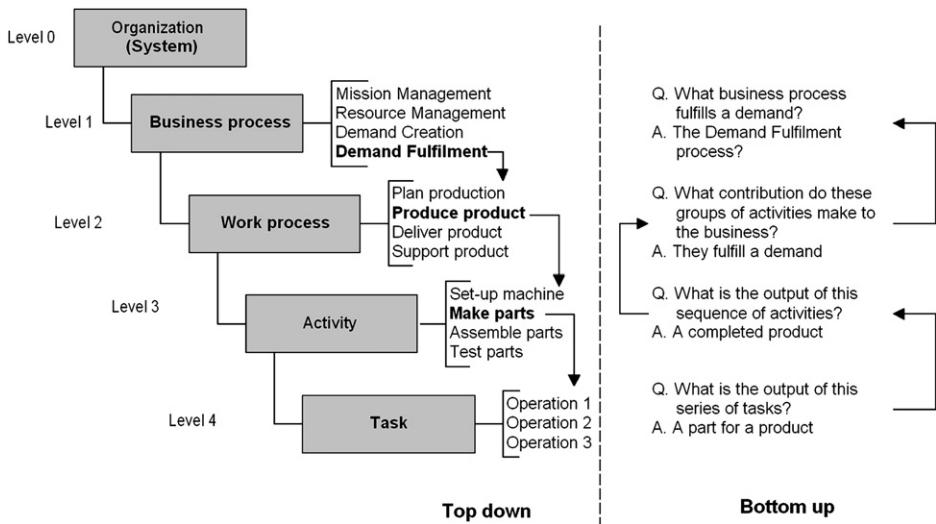 Level 0
Organization
(System)
Level 1
Business process
Mission Management
Resource Management
Demand Creation
Demand Fulfilment
Level 2
Work process
Plan production
Produce product
Deliver product
Support product
Level 3
Activity
Set-up machine
Make parts
Assemble parts
Test parts
Level 4
Task
Operation 1
Operation 2
Operation 3
Top down
Q. What business process
fulfills a demand?
A. The Demand Fulfilment
process?
Q. What contribution do these
groups of activities make to
the business?
A. They fulfill a demand
Q. What is the output of this
sequence of activities?
A. A completed product
Q. What is the output of this
series of tasks?
A. A part for a product
Bottom up